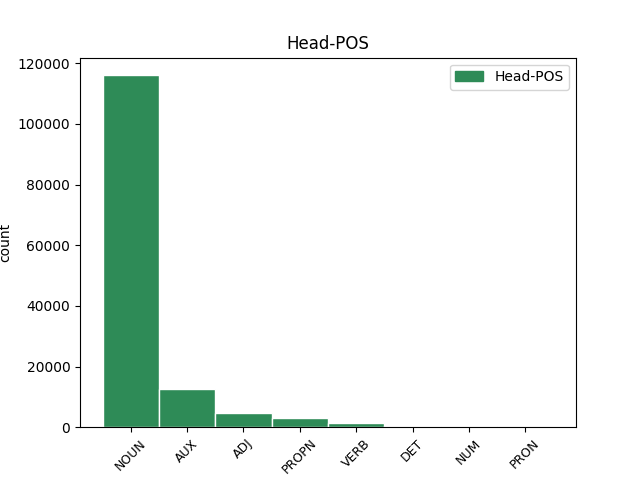 Head-POS
Head-POS
120000
100000
80000
60000
40000
20000
0
count
NOUN
AUX
ADJ
PROPN
VERB
DET
NUM
PRON